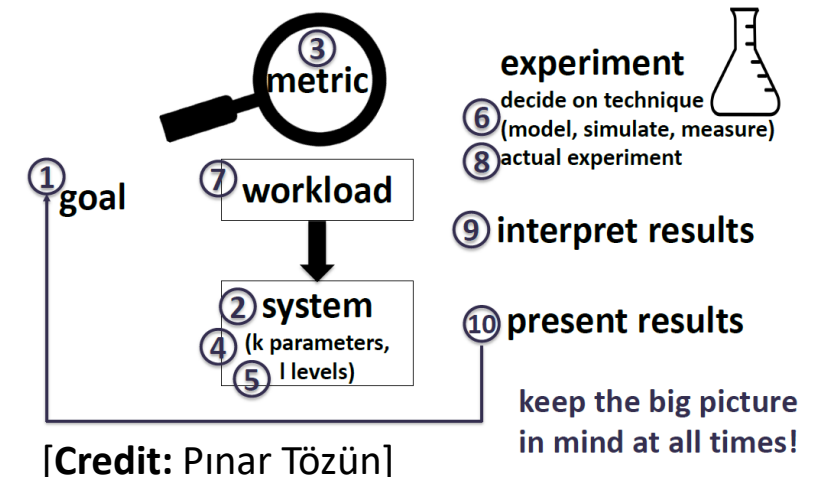 ③
metric
experiment
decide on technique
⑥ (model, simulate, measure)
⑧ actual experiment
① goal
⑦ workload
⑨ interpret results
② system
④ (k parameters,
⑤ l levels)
⑩ present results
keep the big picture
in mind at all times!
[Credit: Pınar Tözün]